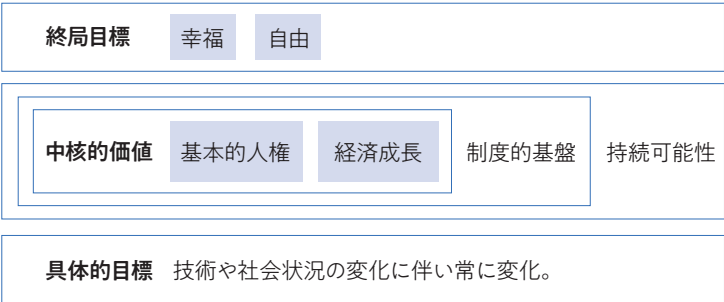 終局目標 幸福 自由
中核的価値 基本的人権 経済成長 制度的基盤 持続可能性
具体的目標 技術や社会状況の変化に伴い常に変化。